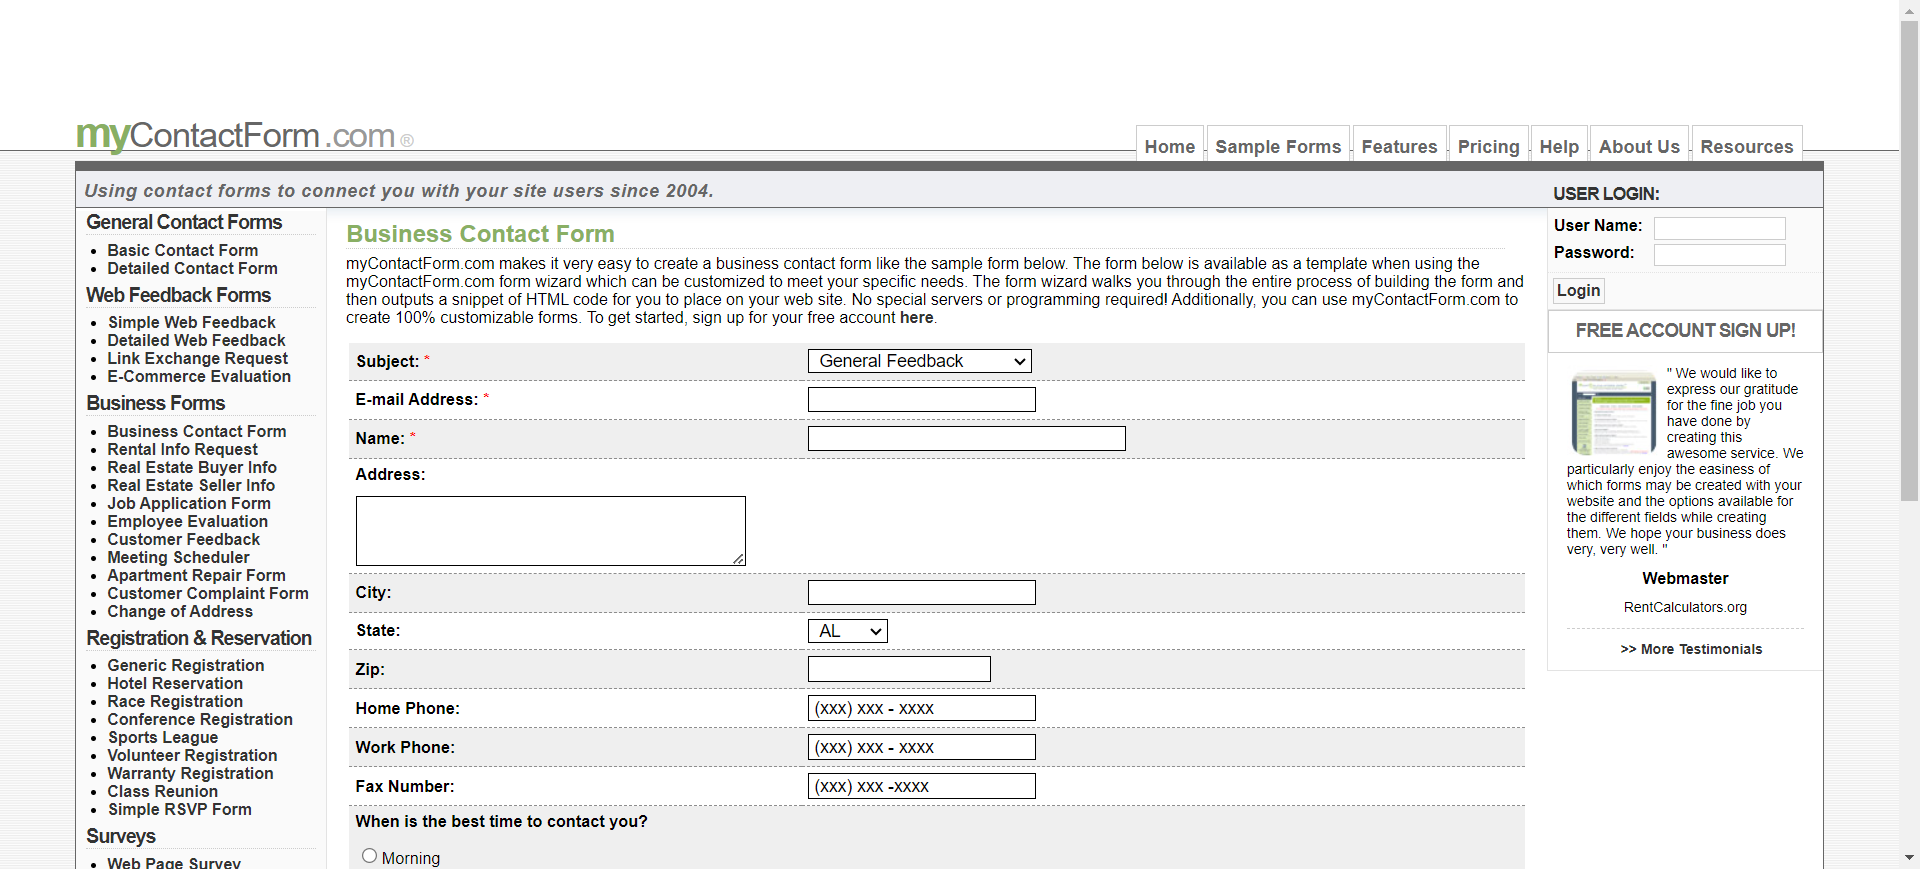 myContactForm.com ®
Home
Sample Forms
Features
Pricing
Help
About Us
Resources
Using contact forms to connect you with your site users since 2004.
USER LOGIN:
General Contact Forms
Basic Contact Form
Detailed Contact Form
Web Feedback Forms
Simple Web Feedback
Detailed Web Feedback
Link Exchange Request
E-Commerce Evaluation
Business Forms
Business Contact Form
Rental Info Request
Real Estate Buyer Info
Real Estate Seller Info
Job Application Form
Employee Evaluation
Customer Feedback
Meeting Scheduler
Apartment Repair Form
Customer Complaint Form
Change of Address
Registration & Reservation
Generic Registration
Hotel Reservation
Race Registration
Conference Registration
Sports League
Volunteer Registration
Warranty Registration
Class Reunion
Simple RSVP Form
Surveys
Web Page Survey
Business Contact Form
myContactForm.com makes it very easy to create a business contact form like the sample form below. The form below is available as a template when using the
myContactForm.com form wizard which can be customized to meet your specific needs. The form wizard walks you through the entire process of building the form and
then outputs a snippet of HTML code for you to place on your web site. No special servers or programming required! Additionally, you can use myContactForm.com to
create 100% customizable forms. To get started, sign up for your free account here.
Subject: * General Feedback
E-mail Address: *
Name: *
Address:
City:
State: AL
Zip:
Home Phone: (xxx) xxx - xxxx
Work Phone: (xxx) xxx - xxxx
Fax Number: (xxx) xxx -xxxx
When is the best time to contact you?
Morning
User Name:
Password:
Login
FREE ACCOUNT SIGN UP!
" We would like to
express our gratitude
for the fine job you
have done by
creating this
awesome service. We
particularly enjoy the easiness of
which forms may be created with your
website and the options available for
the different fields while creating
them. We hope your business does
very, very well. "
Webmaster
RentCalculators.org
>> More Testimonials